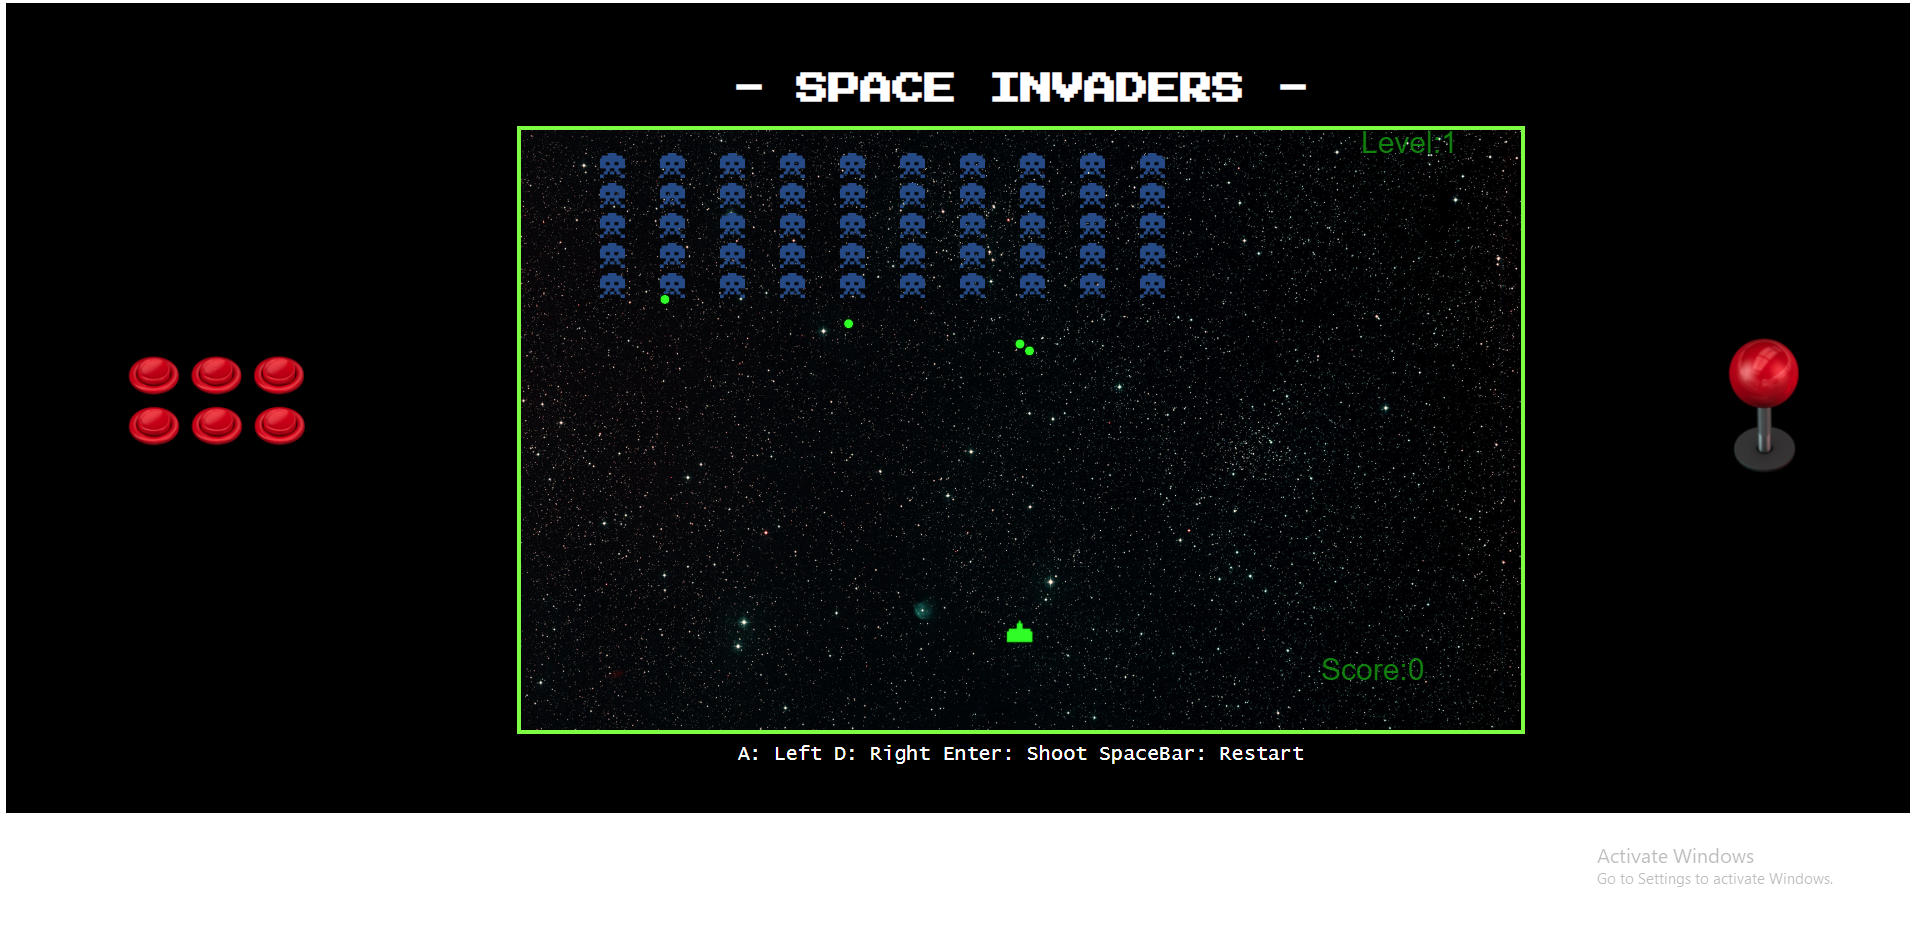 - SPACE INVADERS -
Level:1
Score:0
A: Left D: Right Enter: Shoot SpaceBar: Restart
Activate Windows
Go to Settings to activate Windows.